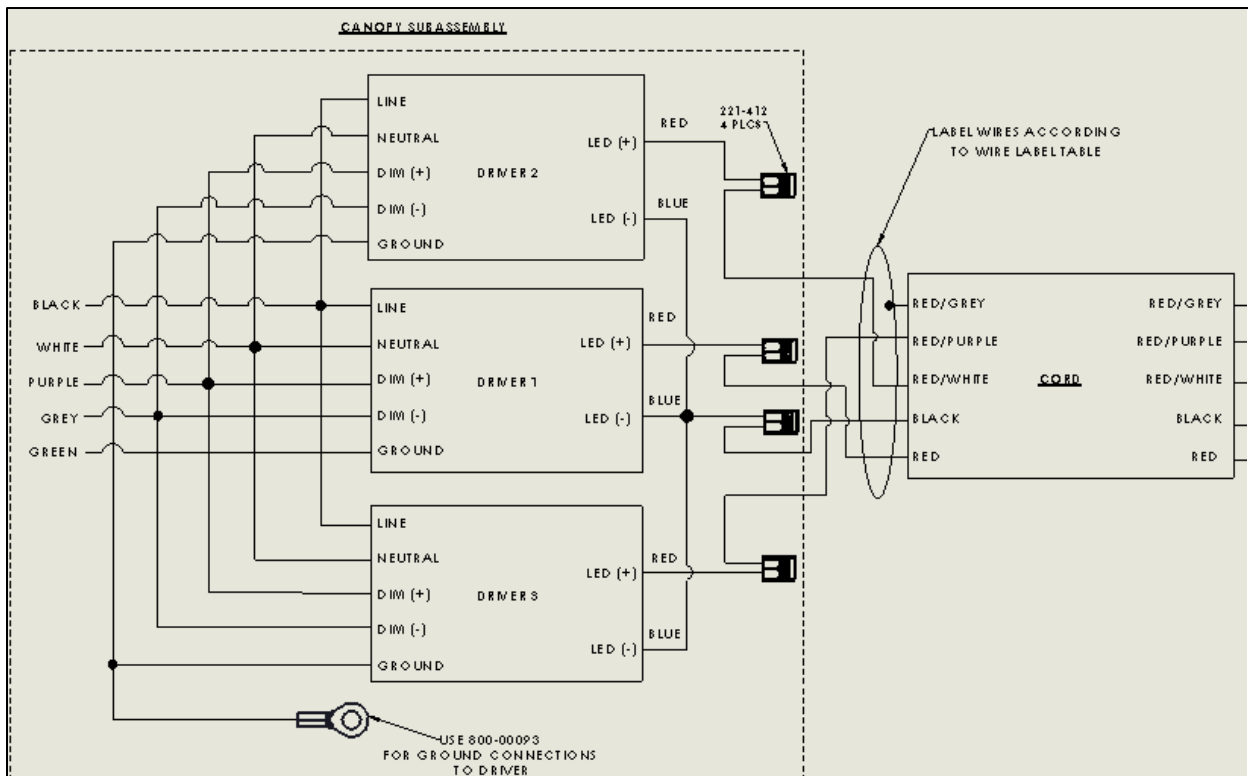 CANOPY SUBASSEMBLY
LINE
NEUTRAL
DIM (+)
DIM (-)
GROUND
DRIVER 2
LED (+)
LED (-)
RED
BLUE
221-412
4 PLCS
LABEL WIRES ACCORDING
TO WIRE LABEL TABLE
BLACK
WHITE
PURPLE
GREY
GREEN
LINE
NEUTRAL
DIM (+)
DIM (-)
GROUND
DRIVER 1
LED (+)
LED (-)
RED
BLUE
RED/GREY
RED/PURPLE
RED/WHITE
BLACK
RED
CORD
RED/GREY
RED/PURPLE
RED/WHITE
BLACK
RED
LINE
NEUTRAL
DIM (+)
DIM (-)
GROUND
DRIVER 3
LED (+)
LED (-)
RED
BLUE
USE 800-00093
FOR GROUND CONNECTIONS
TO DRIVER